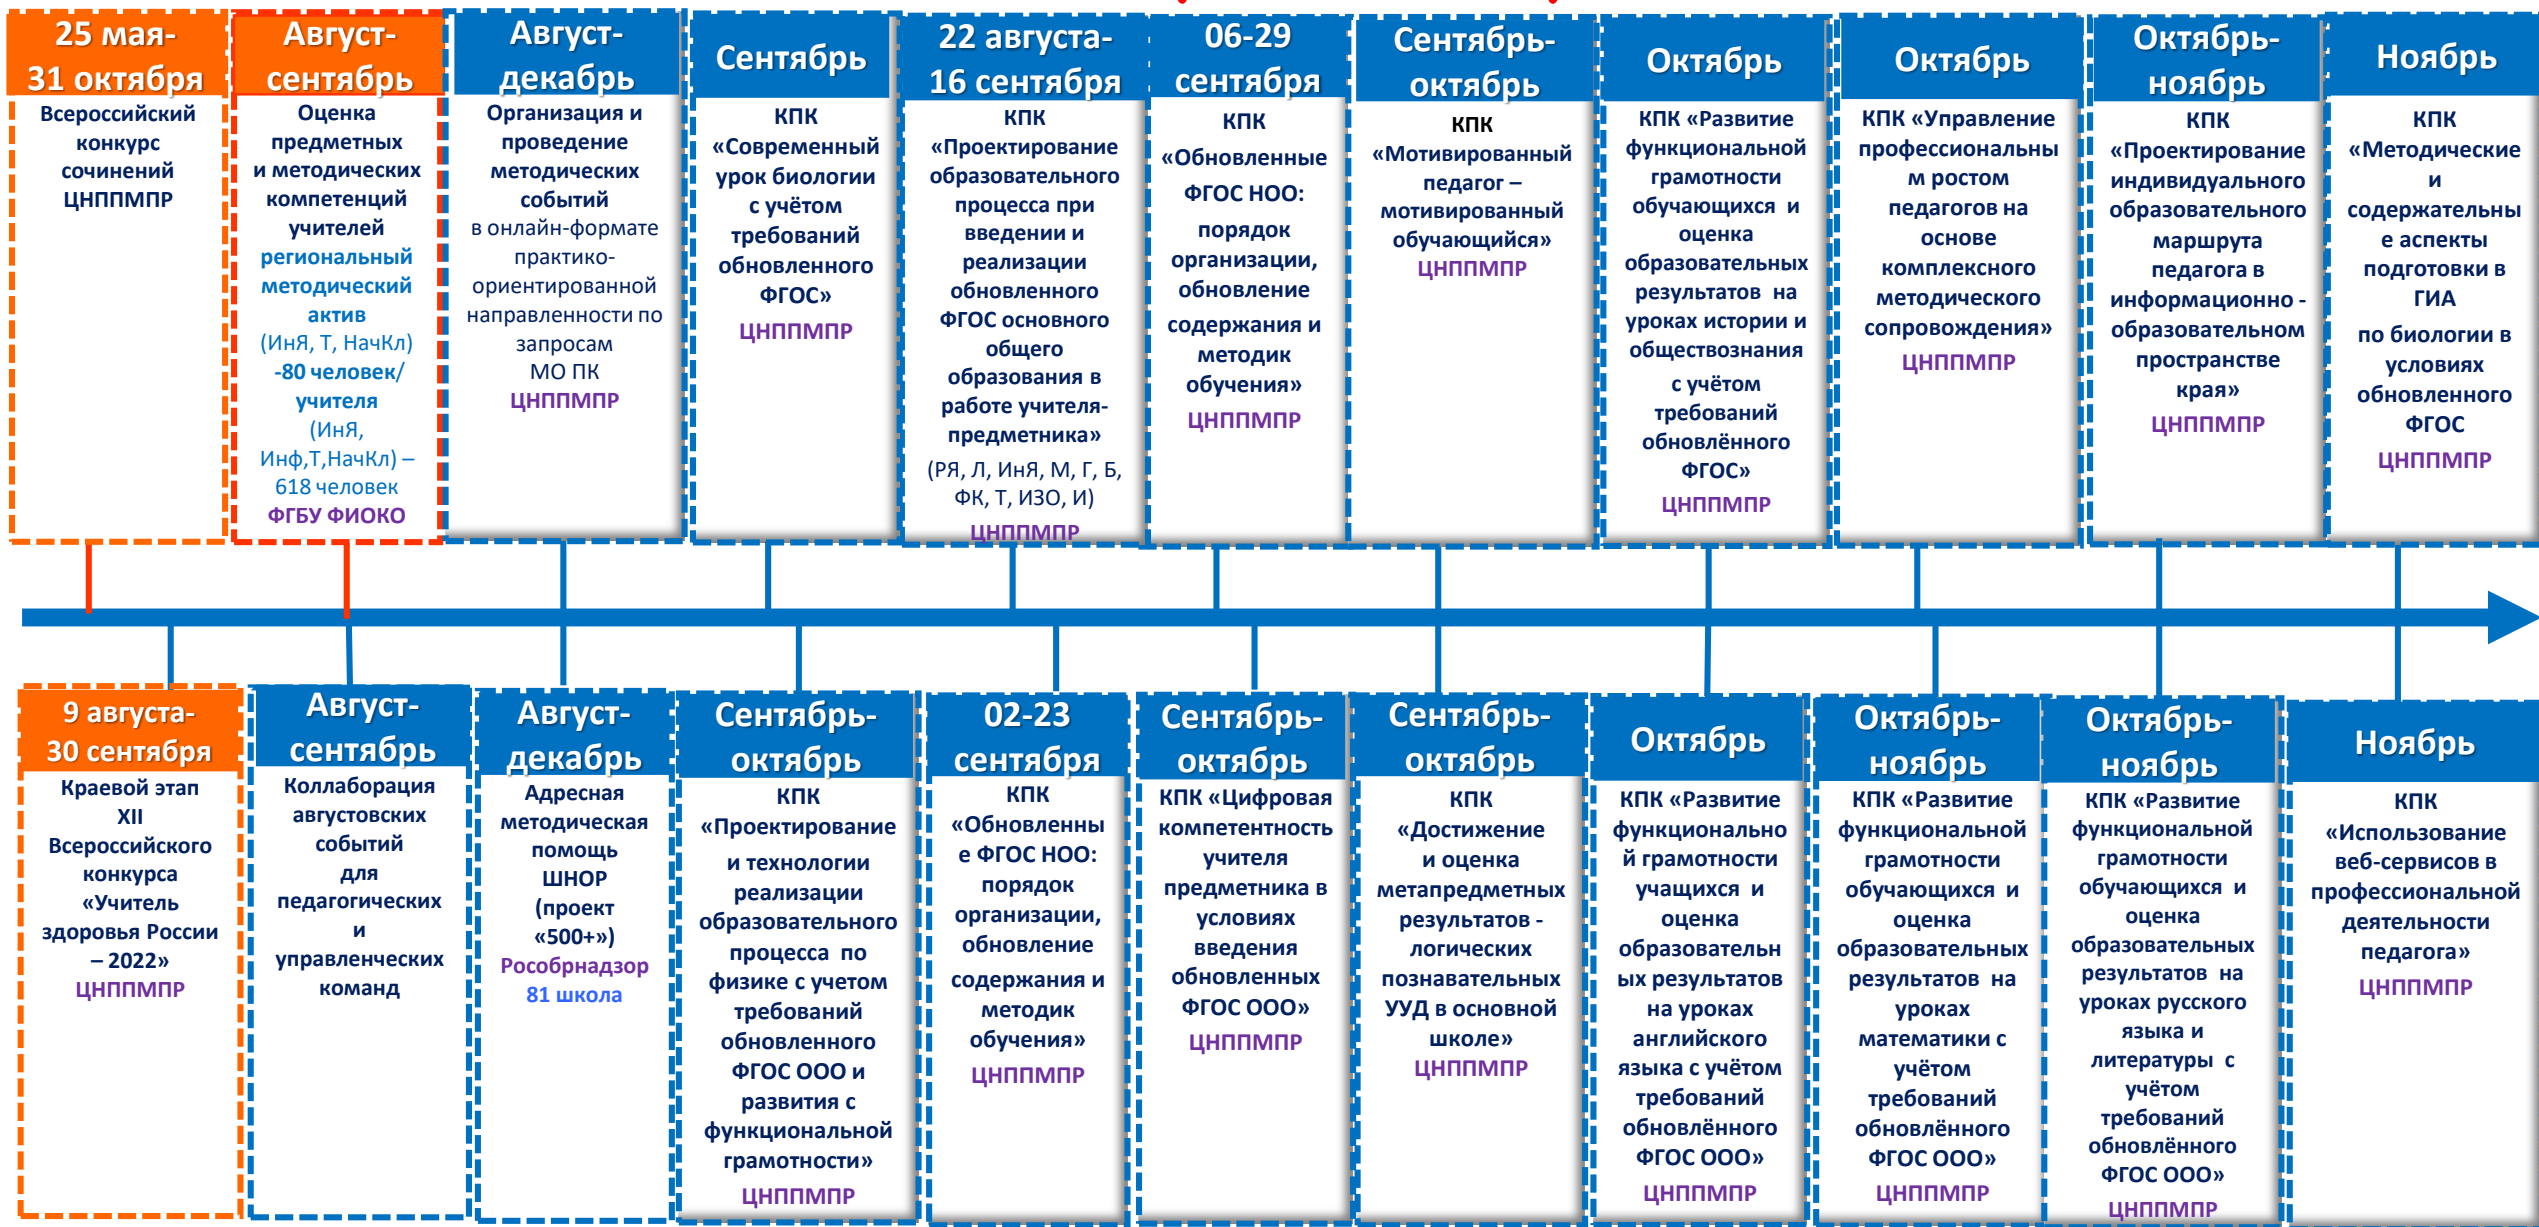 25 мая-
31 октября
Всероссийский
конкурс
сочинений
ЦНППМПР
Август-
сентябрь
Оценка
предметных
и методических
компетенций
учителей
региональный
методический
актив
(ИнЯ, Т, НачКл)
-80 человек/
учителя
(ИнЯ,
Инф,Т,НачКл) –
618 человек
ФГБУ ФИОКО
Август-
декабрь
Организация и
проведение
методических
событий
в онлайн-формате
практико-
ориентированной
направленности по
запросам
МО ПК
ЦНППМПР
Сентябрь
КПК
«Современный
урок биологии
с учётом
требований
обновленного
ФГОС»
ЦНППМПР
22 августа-
16 сентября
КПК
«Проектирование
образовательного
процесса при
введении и
реализации
обновленного
ФГОС основного
общего
образования в
работе учителя-
предметника»
(РЯ, Л, ИнЯ, М, Г, Б,
ФК, Т, ИЗО, И)
ЦНППМПР
06-29
сентября
КПК
«Обновленные
ФГОС НОО:
порядок
организации,
обновление
содержания и
методик
обучения»
ЦНППМПР
Сентябрь-
октябрь
КПК
«Мотивированный
педагог –
мотивированный
обучающийся»
ЦНППМПР
Октябрь
КПК «Развитие
функциональной
грамотности
обучающихся и
оценка
образовательных
результатов на
уроках истории и
обществознания
с учётом
требований
обновлённого
ФГОС»
ЦНППМПР
Октябрь
КПК «Управление
профессиональны
м ростом
педагогов на
основе
комплексного
методического
сопровождения»
ЦНППМПР
Октябрь-
ноябрь
КПК
«Проектирование
индивидуального
образовательного
маршрута
педагога в
информационно -
образовательном
пространстве
края»
ЦНППМПР
Ноябрь
КПК
«Методические
и
содержательны
е аспекты
подготовки в
ГИА
по биологии в
условиях
обновленного
ФГОС
ЦНППМПР
9 августа-
30 сентября
Краевой этап
XII
Всероссийского
конкурса
«Учитель
здоровья России
– 2022»
ЦНППМПР
Август-
сентябрь
Коллаборация
августовских
событий
для
педагогических
и
управленческих
команд
Август-
декабрь
Адресная
методическая
помощь
ШНОР
(проект
«500+»)
Рособрнадзор
81 школа
Сентябрь-
октябрь
КПК
«Проектирование
и технологии
реализации
образовательного
процесса по
физике с учетом
требований
обновленного
ФГОС ООО и
развития с
функциональной
грамотности»
ЦНППМПР
02-23
сентября
КПК
«Обновленны
е ФГОС НОО:
порядок
организации,
обновление
содержания и
методик
обучения»
ЦНППМПР
Сентябрь-
октябрь
КПК «Цифровая
компетентность
учителя
предметника в
условиях
введения
обновленных
ФГОС ООО»
ЦНППМПР
Сентябрь-
октябрь
КПК
«Достижение
и оценка
метапредметных
результатов -
логических
познавательных
УУД в основной
школе»
ЦНППМПР
Октябрь
КПК «Развитие
функционально
й грамотности
учащихся и
оценка
образовательн
ых результатов
на уроках
английского
языка с учётом
требований
обновлённого
ФГОС ООО»
ЦНППМПР
Октябрь-
ноябрь
КПК «Развитие
функциональной
грамотности
обучающихся и
оценка
образовательных
результатов на
уроках
математики с
учётом
требований
обновлённого
ФГОС ООО»
ЦНППМПР
Октябрь-
ноябрь
КПК «Развитие
функциональной
грамотности
обучающихся и
оценка
образовательных
результатов на
уроках русского
языка и
литературы с
учётом
требований
обновлённого
ФГОС ООО»
ЦНППМПР
Ноябрь
КПК
«Использование
веб-сервисов в
профессиональной
деятельности
педагога»
ЦНППМПР